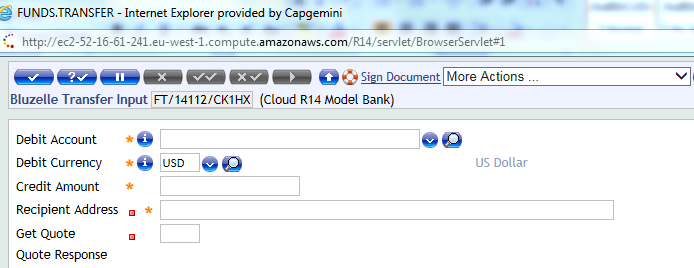 FUNDS.TRANSFER - Internet Explorer provided by Capgemini
http://ec2-52-16-61-241.eu-west-1.compute.amazonaws.com/R14/servlet/BrowserServlet#1
Sign Document More Actions ...
Bluzelle Transfer Input FT/14112/CK1HX (Cloud R14 Model Bank)
Debit Account *
Debit Currency * USD US Dollar
Credit Amount *
Recipient Address *
Get Quote
Quote Response